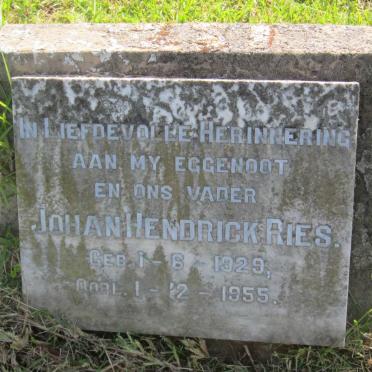 IN LIEFDEVOLLE HERINNERING
AAN MY EGGENOOT
EN ONS VADER
JOHAN HENDRICK RIES.
GEB. 1 - 6 - 1929,
OORL. 1 - 12 - 1955.